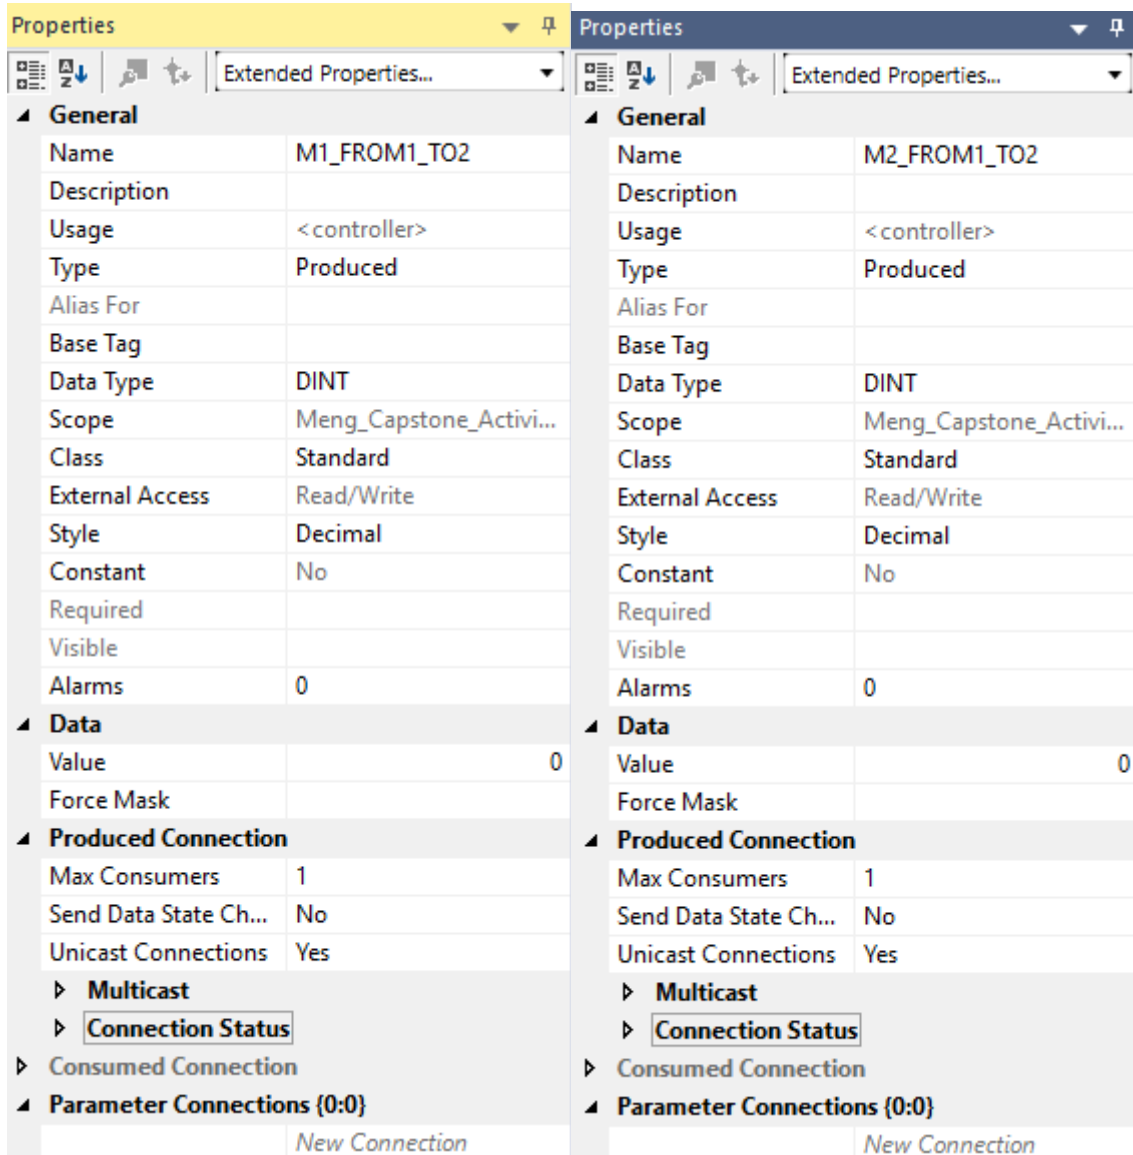 Properties
Extended Properties...
General
Name M1_FROM1_TO2
Description
Usage <controller>
Type Produced
Alias For
Base Tag
Data Type DINT
Scope Meng_Capstone_Activi...
Class Standard
External Access Read/Write
Style Decimal
Constant No
Required
Visible
Alarms 0
Data
Value 0
Force Mask
Produced Connection
Max Consumers 1
Send Data State Ch... No
Unicast Connections Yes
Multicast
Connection Status
Consumed Connection
Parameter Connections {0:0}
New Connection
Properties
Extended Properties...
General
Name M2_FROM1_TO2
Description
Usage <controller>
Type Produced
Alias For
Base Tag
Data Type DINT
Scope Meng_Capstone_Activi...
Class Standard
External Access Read/Write
Style Decimal
Constant No
Required
Visible
Alarms 0
Data
Value 0
Force Mask
Produced Connection
Max Consumers 1
Send Data State Ch... No
Unicast Connections Yes
Multicast
Connection Status
Consumed Connection
Parameter Connections {0:0}
New Connection